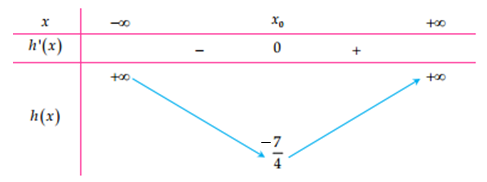 x −∞ x₀ +∞
h'(x) − 0 +
+∞ +∞
h(x)
−7
4